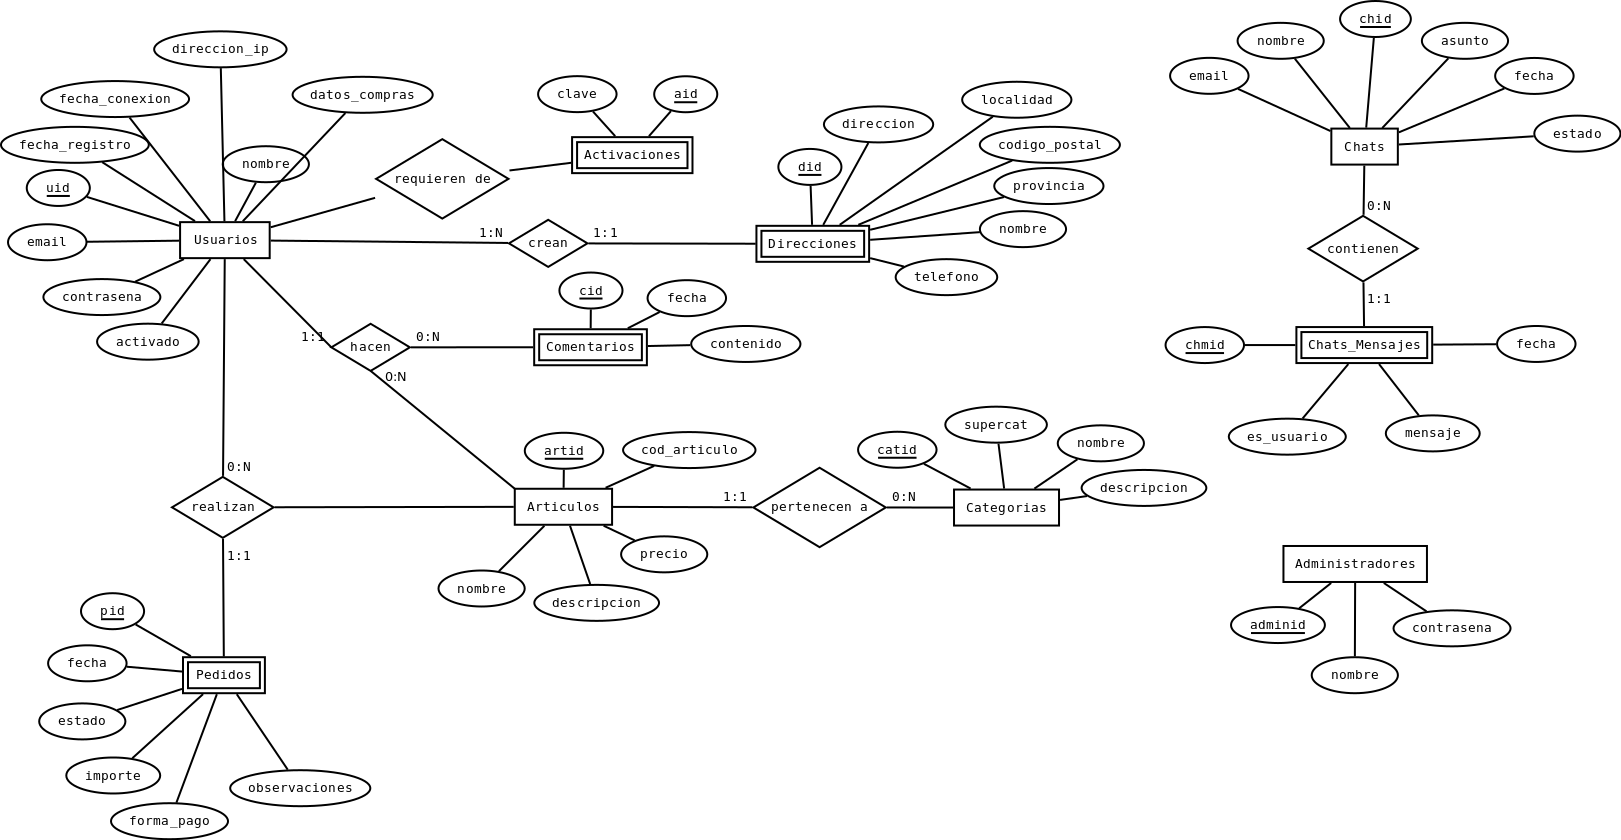 direccion_ip
fecha_conexion
datos_compras
fecha_registro
nombre
uid
email
contrasena
activado
Usuarios
requieren de
clave
aid
Activaciones
1:N
crean
1:1
did
direccion
localidad
codigo_postal
provincia
nombre
telefono
Direcciones
1:1
hacen
0:N
0:N
cid
fecha
contenido
Comentarios
0:N
realizan
1:1
artid
cod_articulo
Articulos
nombre
descripcion
precio
1:1
pertenecen a
0:N
catid
supercat
nombre
descripcion
Categorias
pid
fecha
estado
importe
forma_pago
observaciones
Pedidos
chid
nombre
asunto
email
fecha
estado
Chats
0:N
contienen
1:1
chmid
Chats_Mensajes
fecha
es_usuario
mensaje
Administradores
adminid
contrasena
nombre